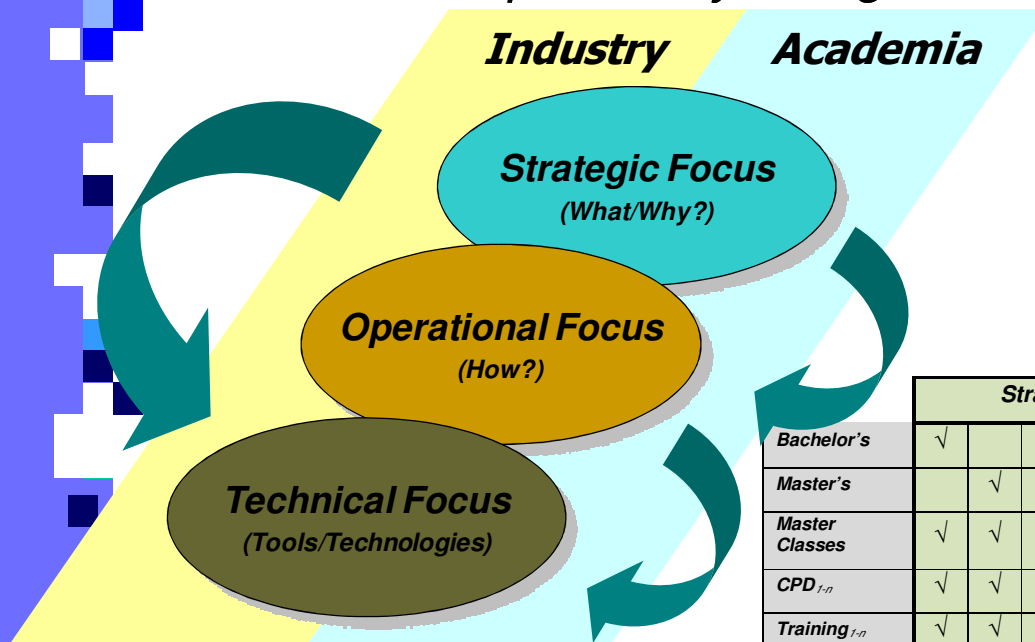 Industry Academia
Strategic Focus
(What/Why?)
Operational Focus
(How?)
Technical Focus
(Tools/Technologies)
Bachelor's √
Master's √
Master
Classes √ √
CPD1-n √ √
Training1-n √ √